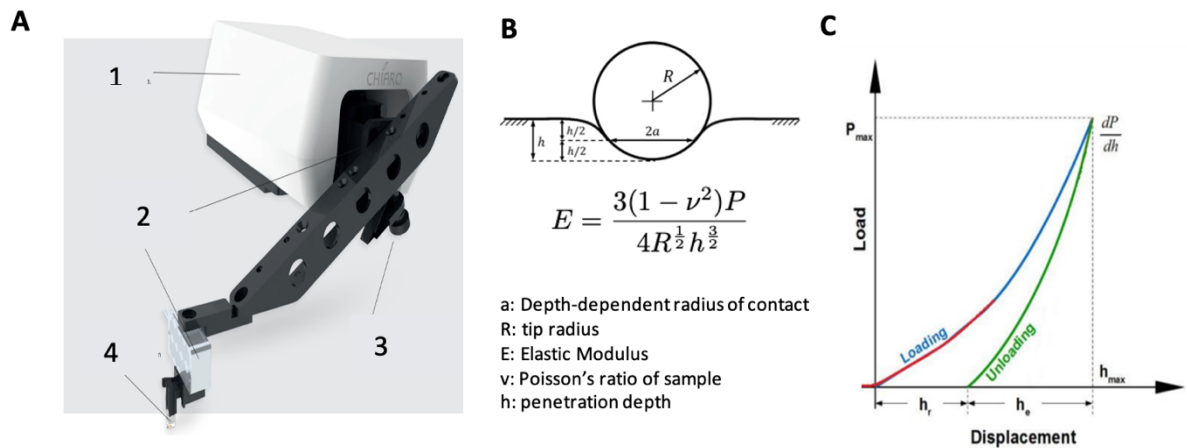 A
1
2
3
4
CHIARO
B
R
h
h/2
h/2
2a
E = 3(1 − ν²)P / 4R^{1/2}h^{3/2}
a: Depth-dependent radius of contact
R: tip radius
E: Elastic Modulus
v: Poisson’s ratio of sample
h: penetration depth
C
Pmax
dP
dh
Load
Loading
Unloading
hmax
hr
he
Displacement